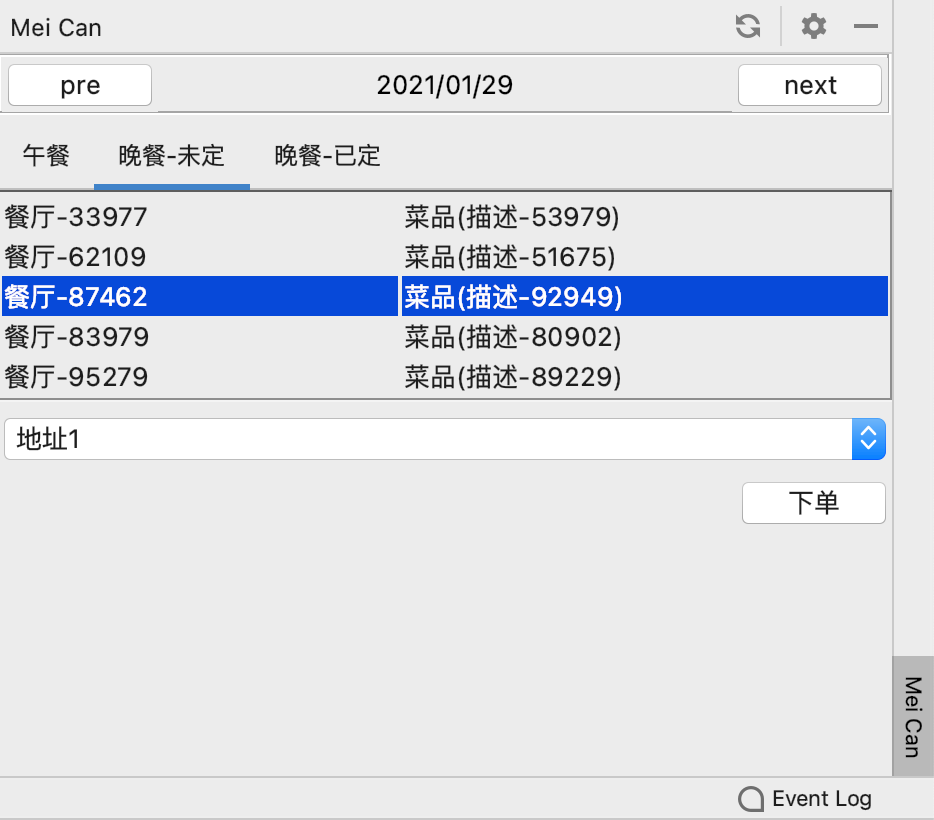 Mei Can
pre 2021/01/29 next
午餐 晚餐-未定 晚餐-已定
餐厅-33977 菜品(描述-53979)
餐厅-62109 菜品(描述-51675)
餐厅-87462 菜品(描述-92949)
餐厅-83979 菜品(描述-80902)
餐厅-95279 菜品(描述-89229)
地址1
下单
Mei Can
Event Log